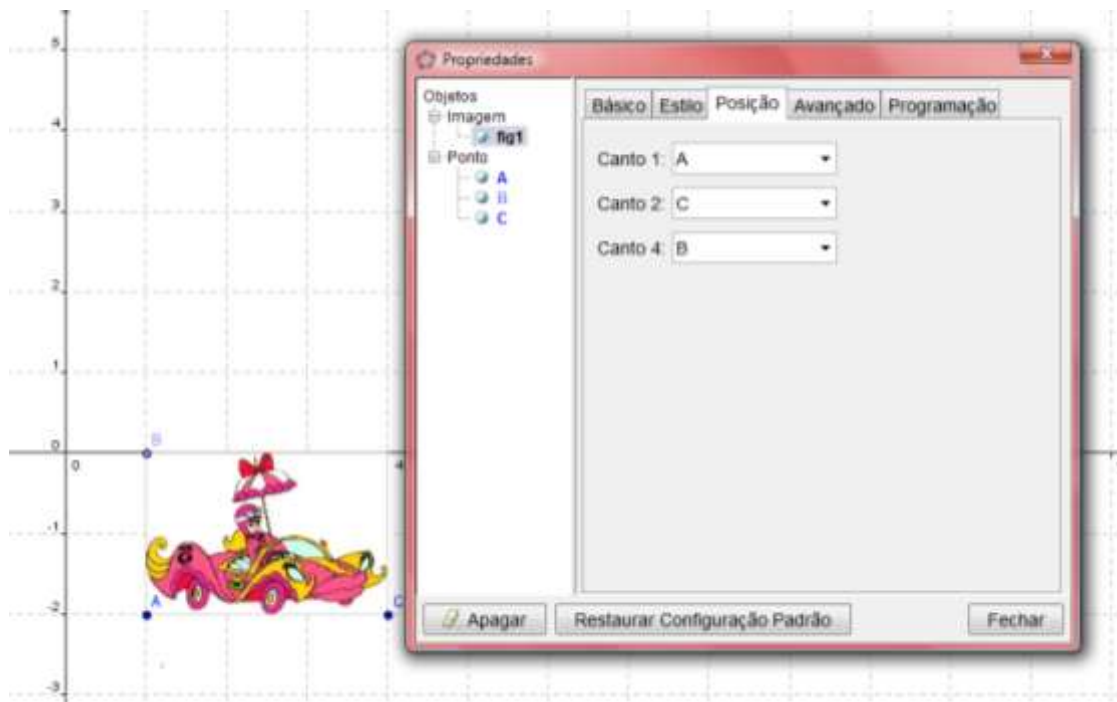 Propriedades
Objetos
Imagem
fig1
Ponto
A
B
C
Básico Estilo Posição Avançado Programação
Canto 1: A
Canto 2: C
Canto 4: B
Apagar Restaurar Configuração Padrão Fechar
5
4
3
2
1
0
0 4
-1
-2
-3
B
A C